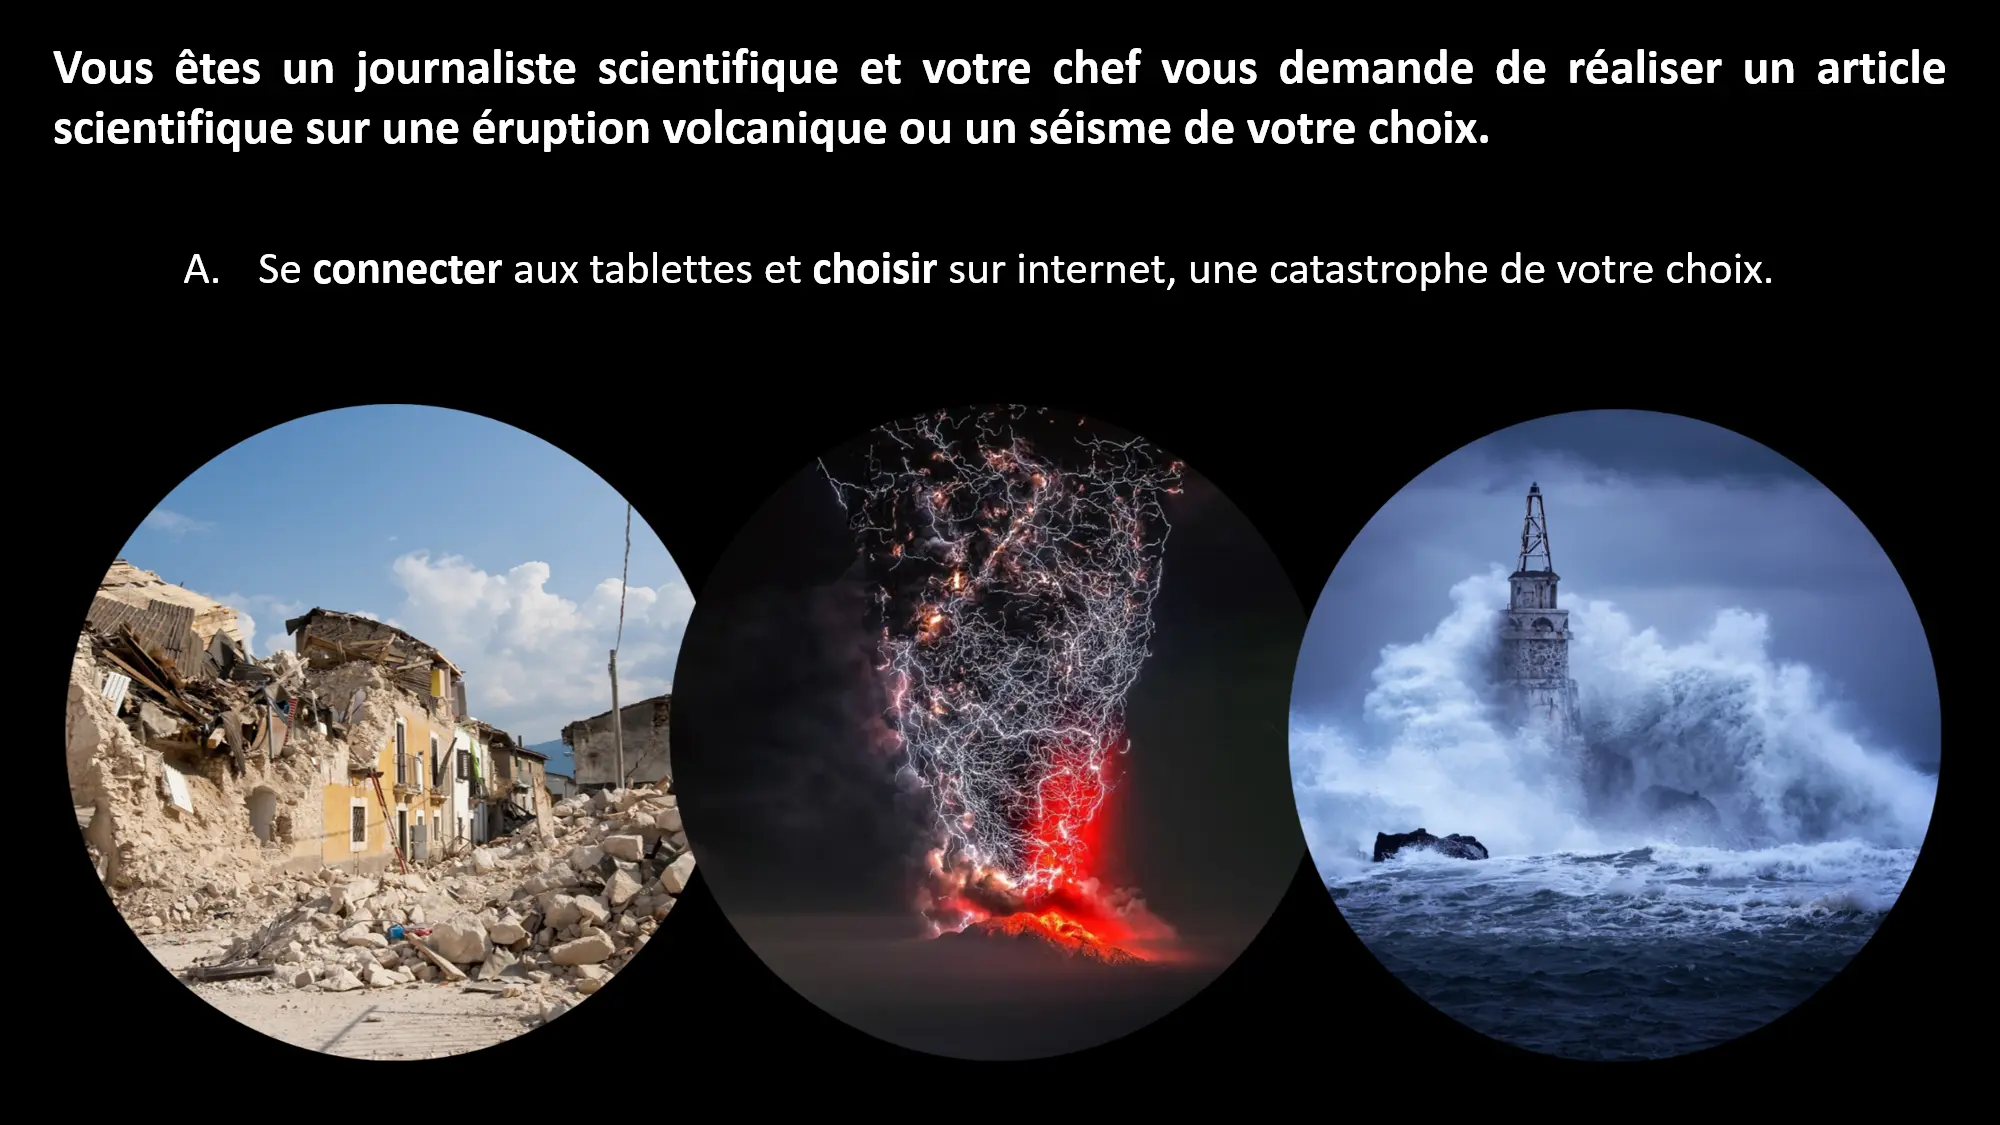 Vous êtes un journaliste scientifique et votre chef vous demande de réaliser un article
scientifique sur une éruption volcanique ou un séisme de votre choix.
A. Se connecter aux tablettes et choisir sur internet, une catastrophe de votre choix.